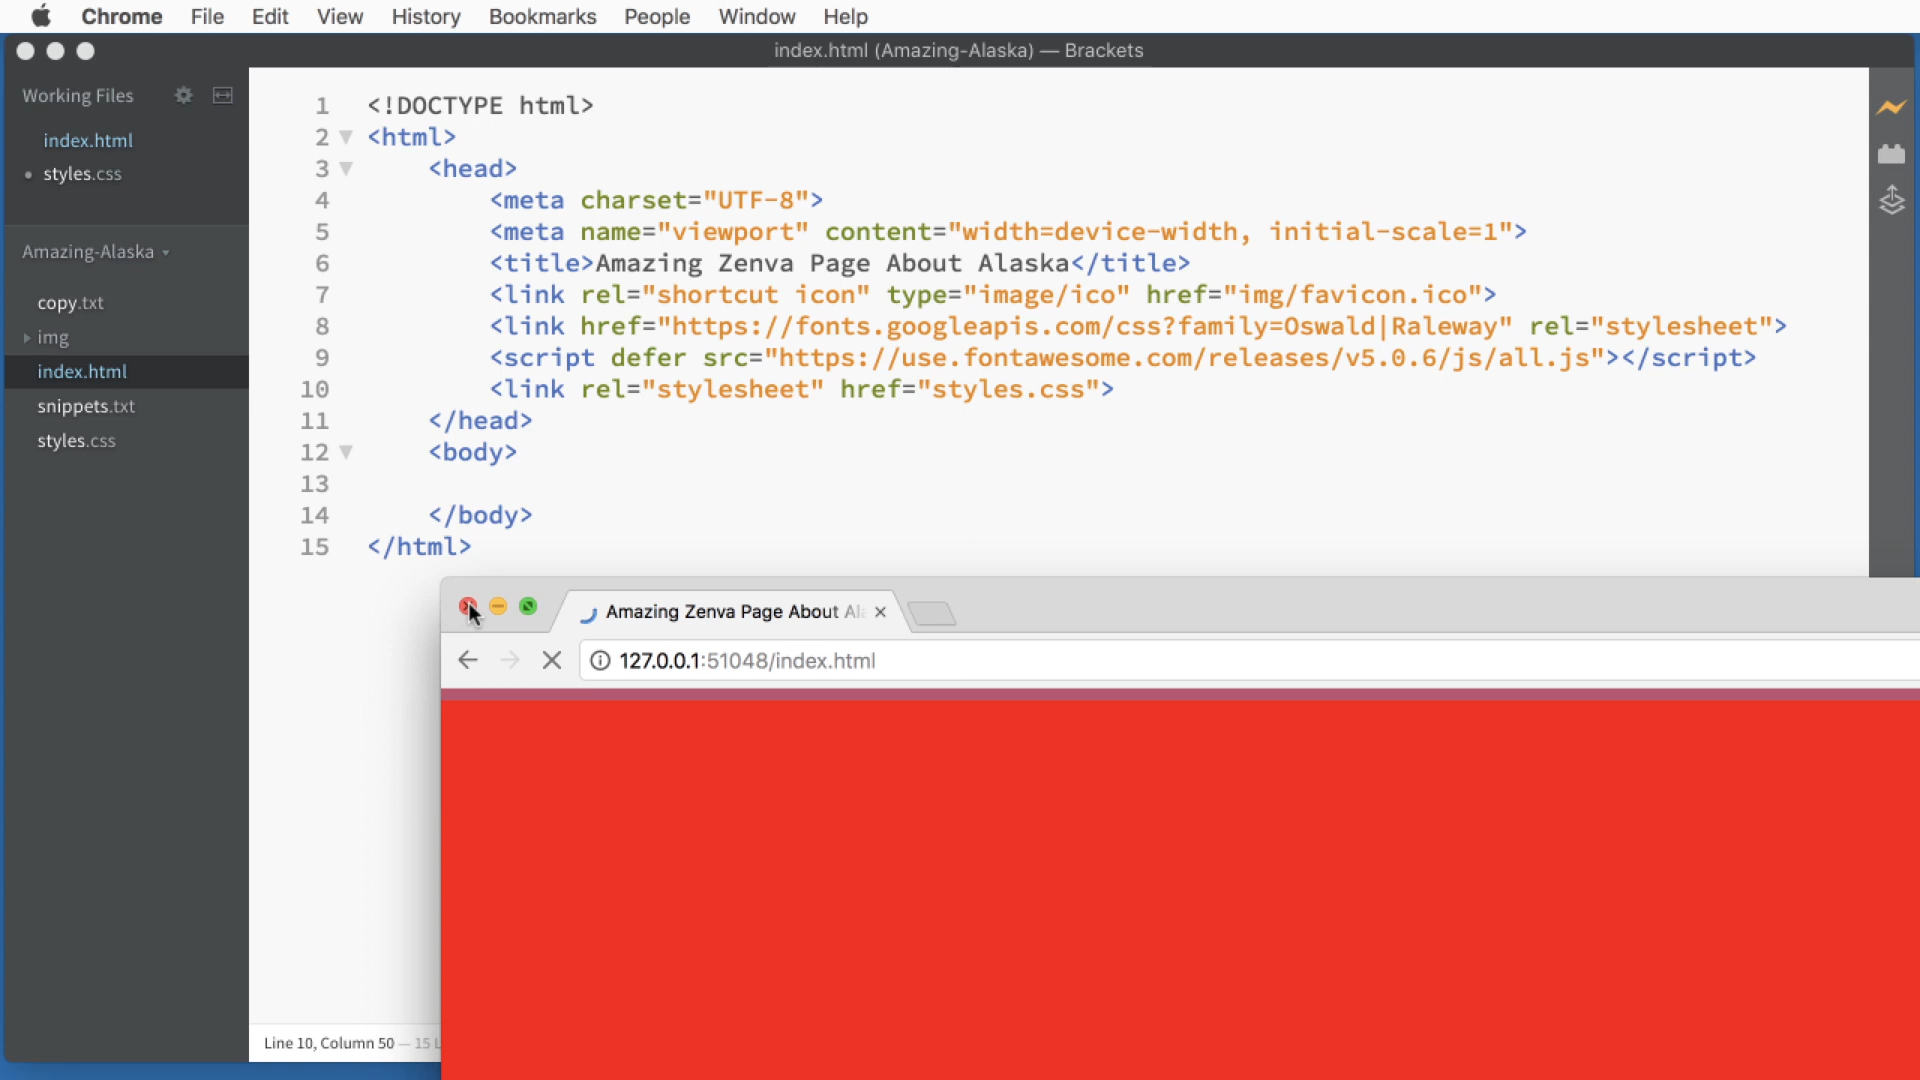 Chrome File Edit View History Bookmarks People Window Help
index.html (Amazing-Alaska) — Brackets
Working Files
index.html
styles.css
Amazing-Alaska
copy.txt
img
index.html
snippets.txt
styles.css
1 <!DOCTYPE html>
2 <html>
3 <head>
4 <meta charset="UTF-8">
5 <meta name="viewport" content="width=device-width, initial-scale=1">
6 <title>Amazing Zenva Page About Alaska</title>
7 <link rel="shortcut icon" type="image/ico" href="img/favicon.ico">
8 <link href="https://fonts.googleapis.com/css?family=Oswald|Raleway" rel="stylesheet">
9 <script defer src="https://use.fontawesome.com/releases/v5.0.6/js/all.js"></script>
10 <link rel="stylesheet" href="styles.css">
11 </head>
12 <body>
13
14 </body>
15 </html>
Amazing Zenva Page About
127.0.0.1:51048/index.html
Line 10, Column 50 — 15